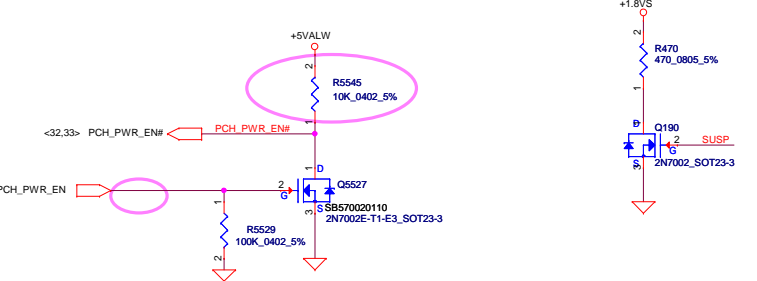 +1.8VS
+5VALW
2
R470
470_0805_5%
1
2
R5545
10K_0402_5%
1
<32,33> PCH_PWR_EN#
PCH_PWR_EN#
D
Q190
2
SUSP
G
S
3
2N7002_SOT23-3
1
D
PCH_PWR_EN
2
Q5527
G
S
3
SB570020110
2N7002E-T1-E3_SOT23-3
1
R5529
100K_0402_5%
2